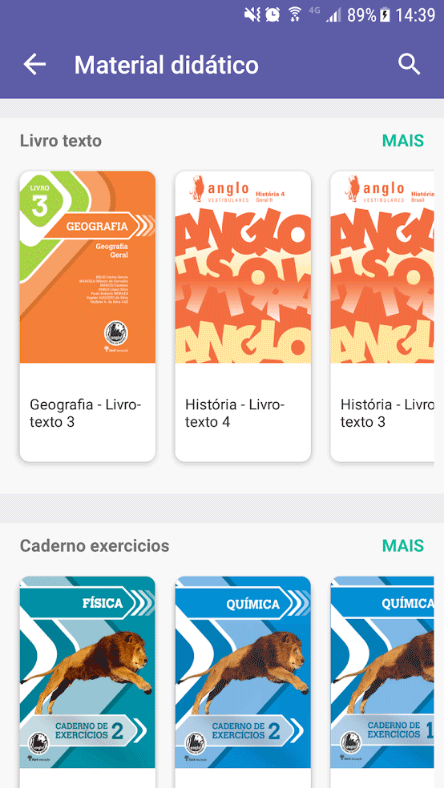 4G 89% 14:39
Material didático
Livro texto MAIS
LIVRO
3
GEOGRAFIA
Geografia
Geral
Geografia - Livro-
texto 3
anglo
VESTIBULARES
História 4
Geral II
ANGLO
HISTÓRIA
ANGLO
História - Livro-
texto 4
anglo
VESTIBULARES
História
Brasil
História - Livro
texto 3
Caderno exercicios MAIS
FÍSICA
CADERNO DE
EXERCÍCIOS 2
QUÍMICA
CADERNO DE
EXERCÍCIOS 2
QUÍMICA
CADERNO DE
EXERCÍCIOS 1